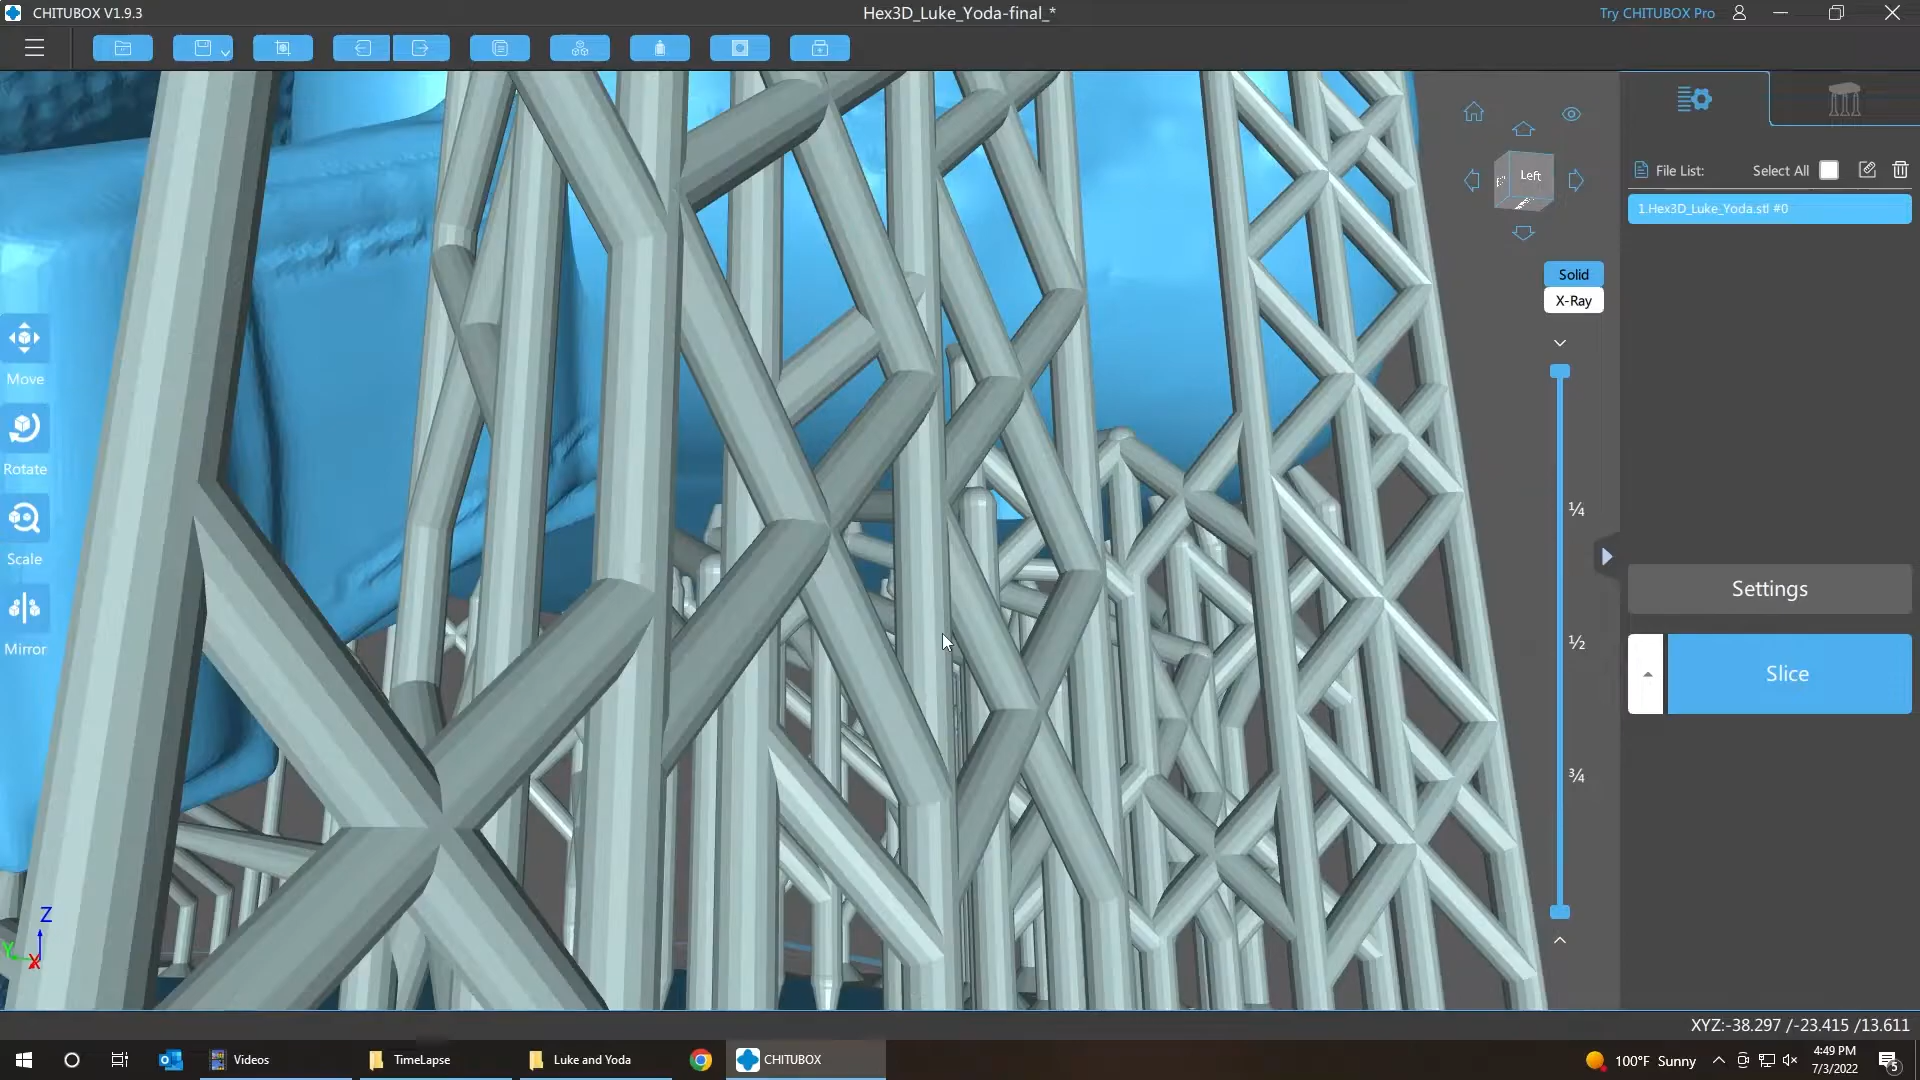 CHITUBOX V1.9.3
Hex3D_Luke_Yoda-final_*
Try CHITUBOX Pro
File List:
Select All
1.Hex3D_Luke_Yoda.stl #0
Left
Solid
X-Ray
Move
Rotate
Scale
Mirror
¼
½
¾
Settings
Slice
Z
Y
X
XYZ:-38.297 /-23.415 /13.611
Videos
TimeLapse
Luke and Yoda
CHITUBOX
100°F Sunny
4:49 PM
7/3/2022
5